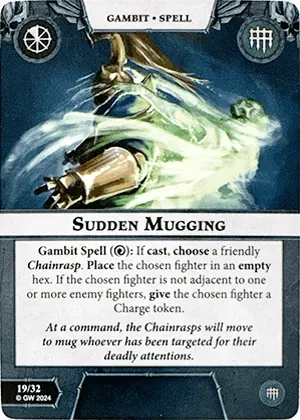 GAMBIT • SPELL
SUDDEN MUGGING
Gambit Spell (): If cast, choose a friendly
Chainrasp. Place the chosen fighter in an empty
hex. If the chosen fighter is not adjacent to one
or more enemy fighters, give the chosen fighter a
Charge token.
At a command, the Chainrasps will move
to mug whoever has been targeted for their
deadly attentions.
19/32
© GW 2024